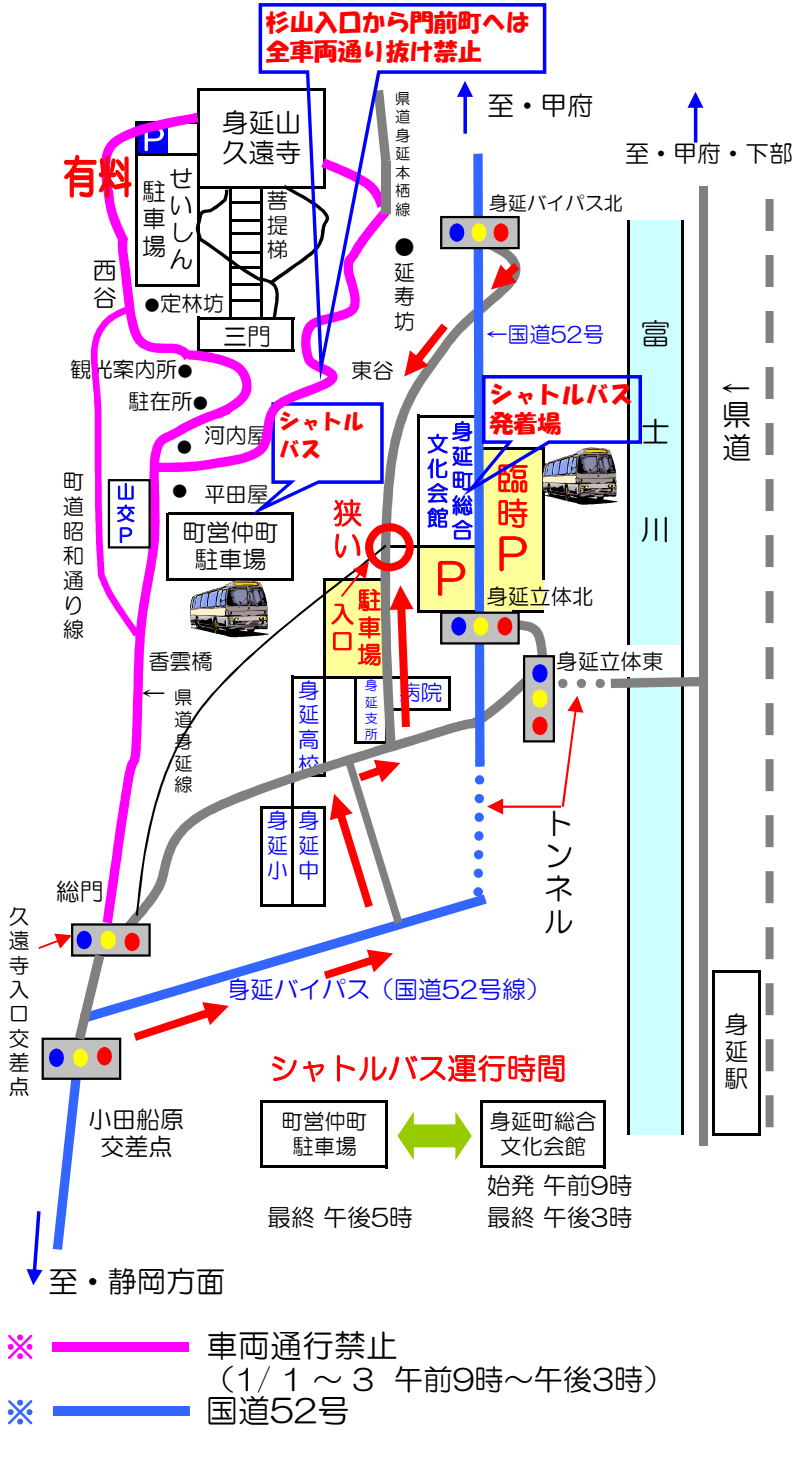 杉山入口から門前町へは
全車両通り抜け禁止
至・甲府
至・甲府・下部
県道身延本栖線
身延山
久遠寺
P
有料
せいしん
駐車場
菩提梯
三門
西谷
●定林坊
●延寿坊
身延バイパス北
←国道52号
富士川
←県道
観光案内所●
駐在所●
東谷
河内屋
平田屋
シャトル
バス
シャトルバス
発着場
身延町総合
文化会館
臨時P
P
町道昭和通り線
山交P
町営仲町
駐車場
狭い
駐車場
入口
身延立体北
身延立体東
香雲橋
←県道身延線
身延高校
身延支所
病院
身延小
身延中
トンネル
総門
久遠寺入口交差点
身延バイパス（国道52号線）
身延駅
小田船原
交差点
シャトルバス運行時間
町営仲町
駐車場
身延町総合
文化会館
始発 午前9時
最終 午後5時
最終 午後3時
至・静岡方面
※ 車両通行禁止
（1/ 1 ～ 3 午前9時～午後3時）
※ 国道52号